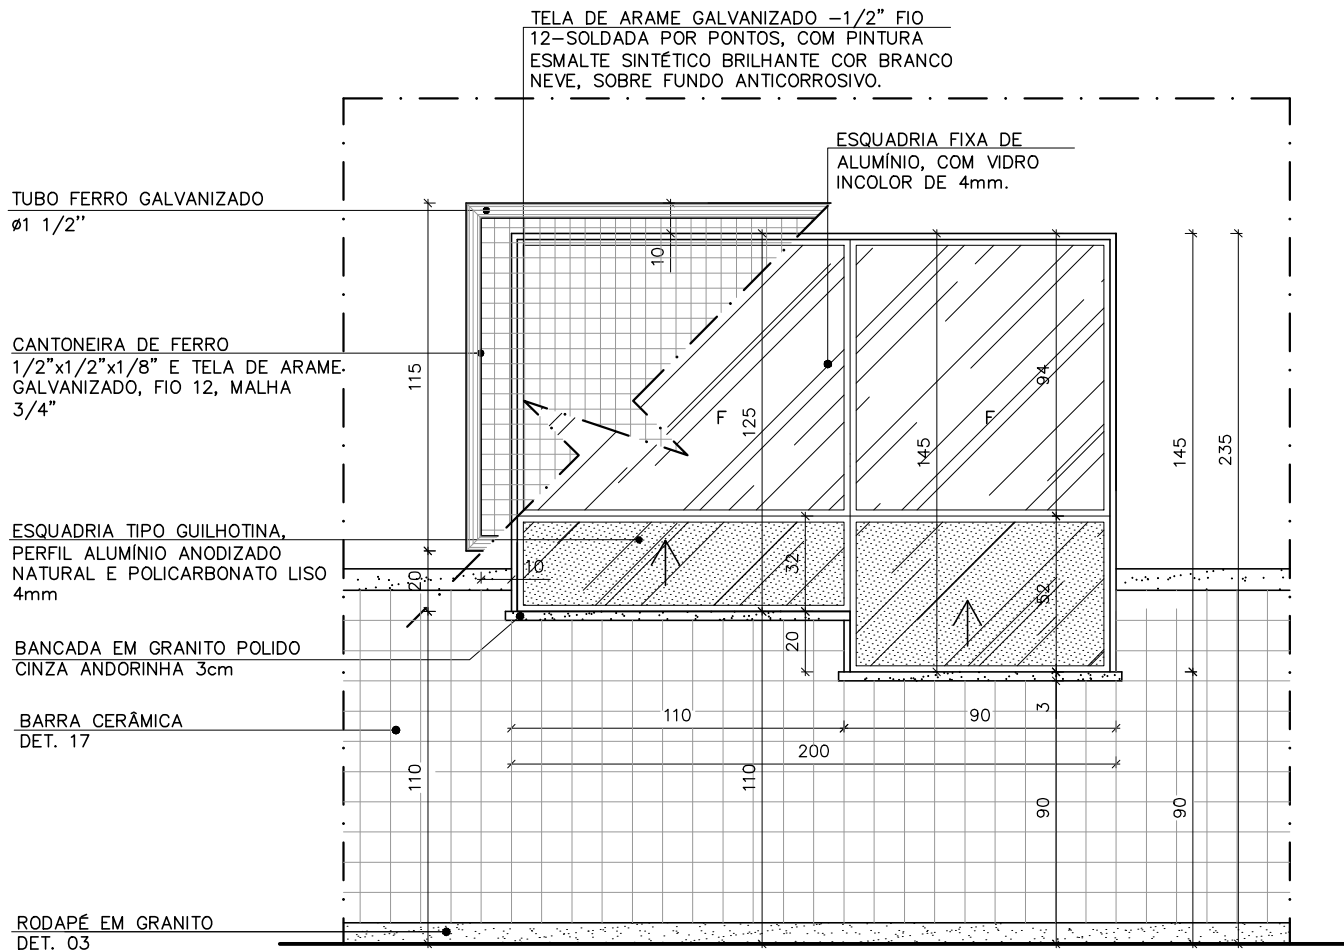 TELA DE ARAME GALVANIZADO –1/2” FIO
12–SOLDADA POR PONTOS, COM PINTURA
ESMALTE SINTÉTICO BRILHANTE COR BRANCO
NEVE, SOBRE FUNDO ANTICORROSIVO.
ESQUADRIA FIXA DE
ALUMÍNIO, COM VIDRO
INCOLOR DE 4mm.
TUBO FERRO GALVANIZADO
ø1 1/2’’
CANTONEIRA DE FERRO
1/2”x1/2”x1/8” E TELA DE ARAME
GALVANIZADO, FIO 12, MALHA
3/4”
ESQUADRIA TIPO GUILHOTINA,
PERFIL ALUMÍNIO ANODIZADO
NATURAL E POLICARBONATO LISO
4mm
BANCADA EM GRANITO POLIDO
CINZA ANDORINHA 3cm
BARRA CERÂMICA
DET. 17
RODAPÉ EM GRANITO
DET. 03
10
115
94
F
F
125
145
145
235
10
20
32
52
20
3
110
90
200
110
110
90
90